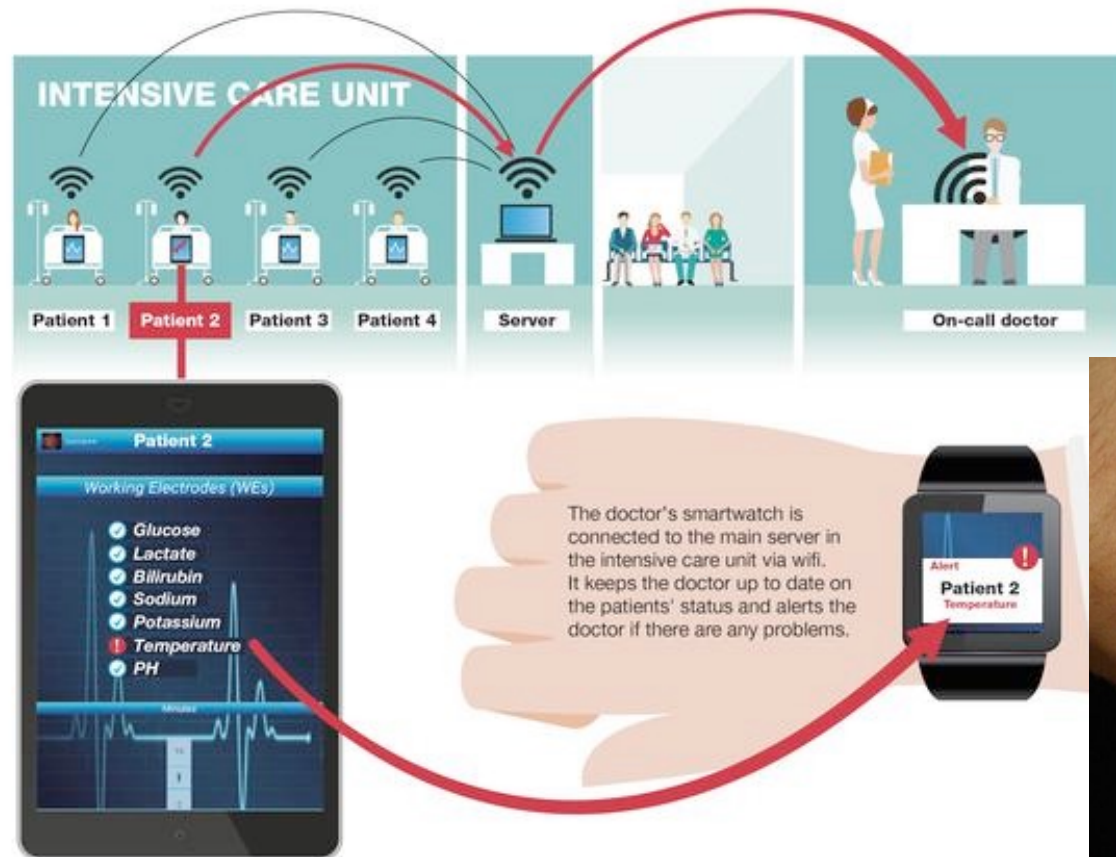 INTENSIVE CARE UNIT
Patient 1
Patient 2
Patient 3
Patient 4
Server
On-call doctor
Patient 2
Working Electrodes (WEs)
Glucose
Lactate
Bilirubin
Sodium
Potassium
Temperature
PH
Minutes
The doctor's smartwatch is
connected to the main server in
the intensive care unit via wifi.
It keeps the doctor up to date on
the patients' status and alerts the
doctor if there are any problems.
Alert
Patient 2
Temperature